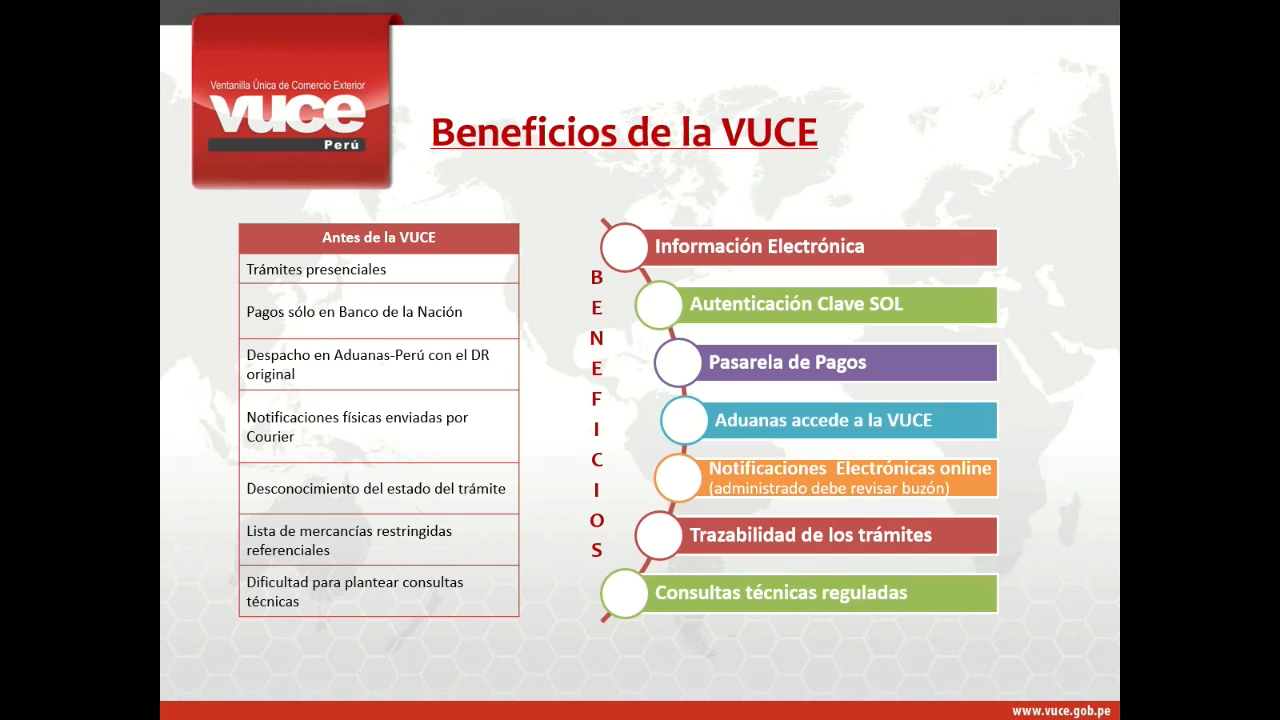 Ventanilla Única de Comercio Exterior
vuce
Perú
Beneficios de la VUCE
Antes de la VUCE
Trámites presenciales
Pagos sólo en Banco de la Nación
Despacho en Aduanas-Perú con el DR
original
Notificaciones físicas enviadas por
Courier
Desconocimiento del estado del trámite
Lista de mercancías restringidas
referenciales
Dificultad para plantear consultas
técnicas
B
E
N
E
F
I
C
I
O
S
Información Electrónica
Autenticación Clave SOL
Pasarela de Pagos
Aduanas accede a la VUCE
Notificaciones Electrónicas online
(administrado debe revisar buzón)
Trazabilidad de los trámites
Consultas técnicas reguladas
www.vuce.gob.pe